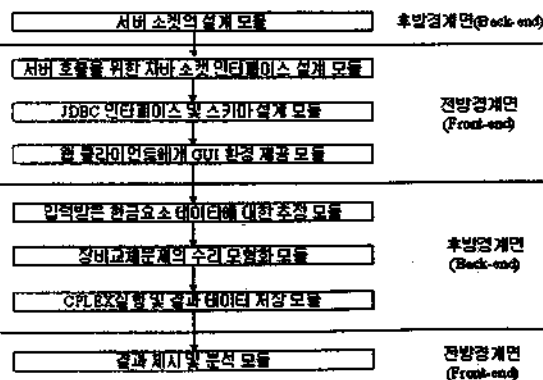 서버 소켓의 설계 모듈
후방경계면(Back-end)
서버 호출을 위한 자바 소켓 인터페이스 설계 모듈
JDBC 인터페이스 및 스키마 설계 모듈
전방경계면
(Front-end)
웹 클라이언트에게 GUI 환경 제공 모듈
입력받은 현금요소 데이터에 대한 추정 모듈
장비교체문제의 수리 모형화 모듈
후방경계면
(Back-end)
CPLEX실행 및 결과 데이터 저장 모듈
결과 제시 및 분석 모듈
전방경계면
(Front-end)